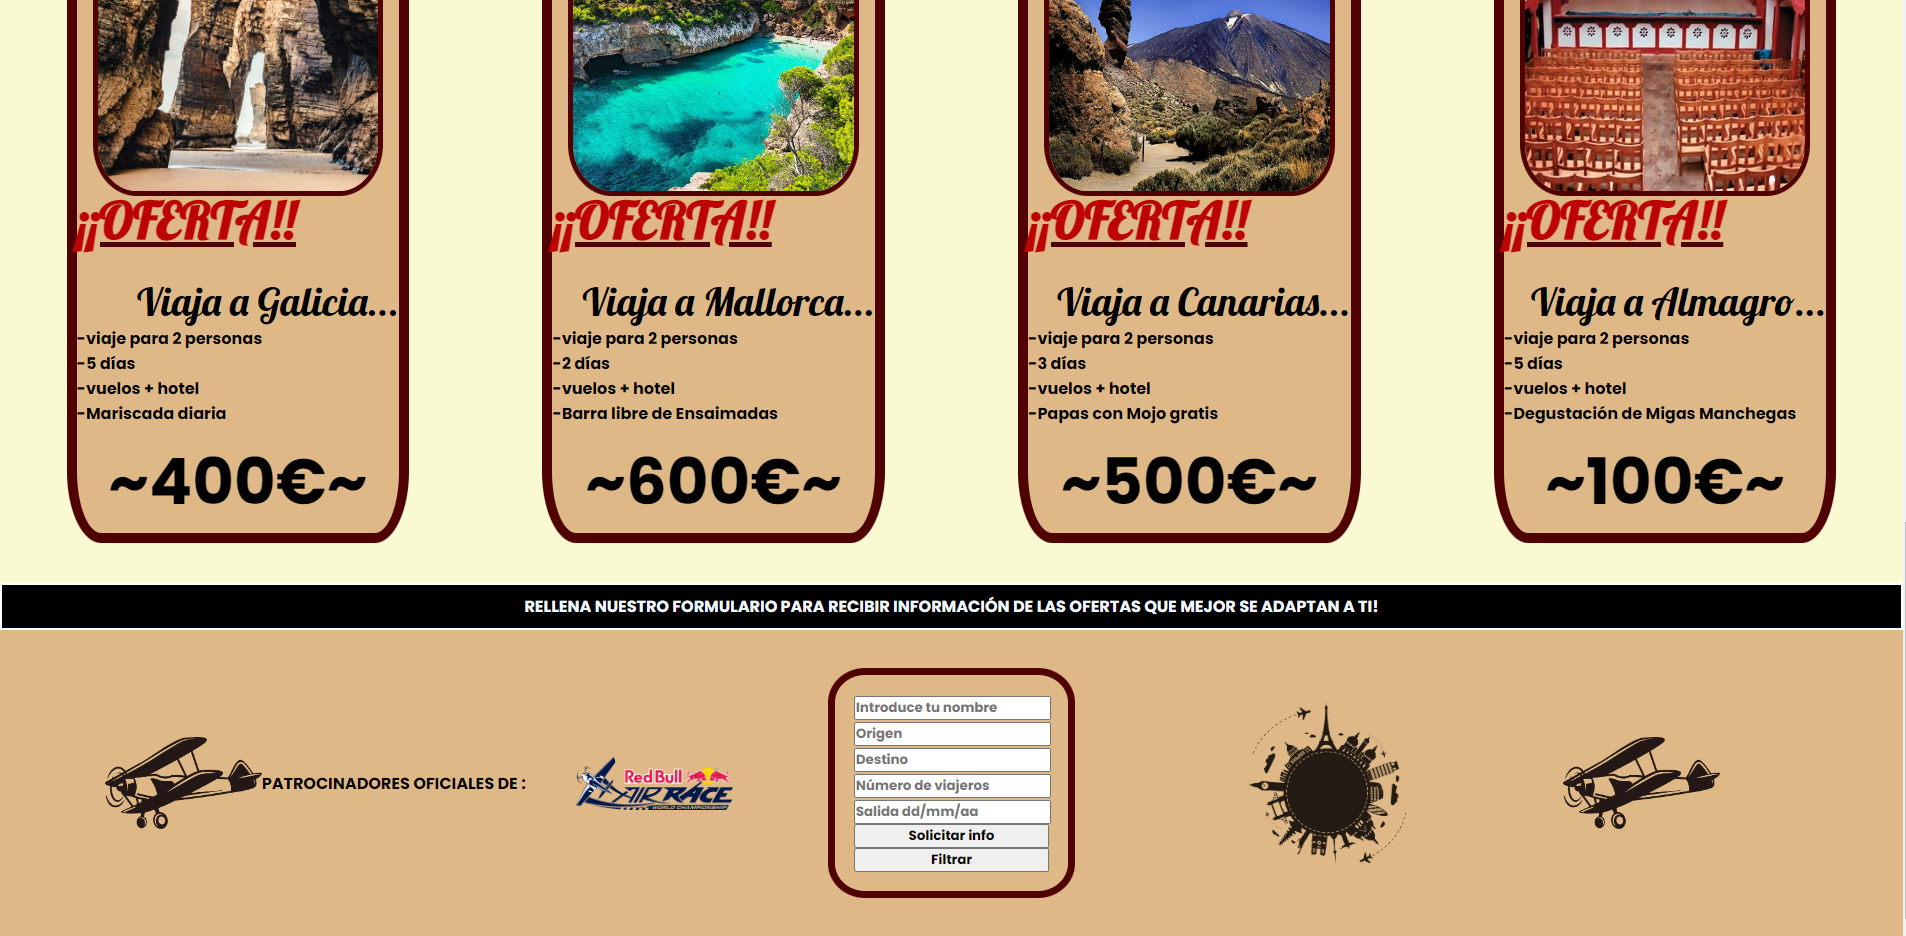 ¡¡OFERTA!!
Viaja a Galicia...
-viaje para 2 personas
-5 días
-vuelos + hotel
-Mariscada diaria
~400€~
¡¡OFERTA!!
Viaja a Mallorca...
-viaje para 2 personas
-2 días
-vuelos + hotel
-Barra libre de Ensaimadas
~600€~
¡¡OFERTA!!
Viaja a Canarias...
-viaje para 2 personas
-3 días
-vuelos + hotel
-Papas con Mojo gratis
~500€~
¡¡OFERTA!!
Viaja a Almagro...
-viaje para 2 personas
-5 días
-vuelos + hotel
-Degustación de Migas Manchegas
~100€~
RELLENA NUESTRO FORMULARIO PARA RECIBIR INFORMACIÓN DE LAS OFERTAS QUE MEJOR SE ADAPTAN A TI!
PATROCINADORES OFICIALES DE :
Red Bull
AIR RACE
WORLD CHAMPIONSHIP
Introduce tu nombre
Origen
Destino
Número de viajeros
Salida dd/mm/aa
Solicitar info
Filtrar